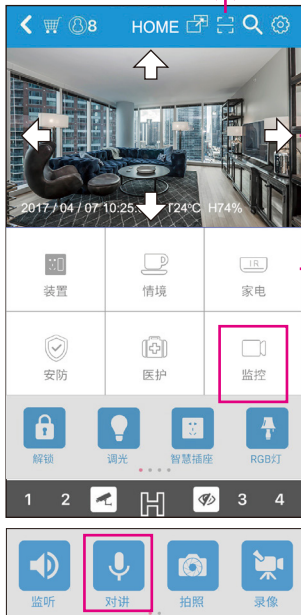 8 HOME
2017 / 04 / 07 10:25 T24°C H74%
IR
装置 情境 家电
安防 医护 监控
解锁 调光 智慧插座 RGB灯
1 2 H 3 4
监听 对讲 拍照 录像